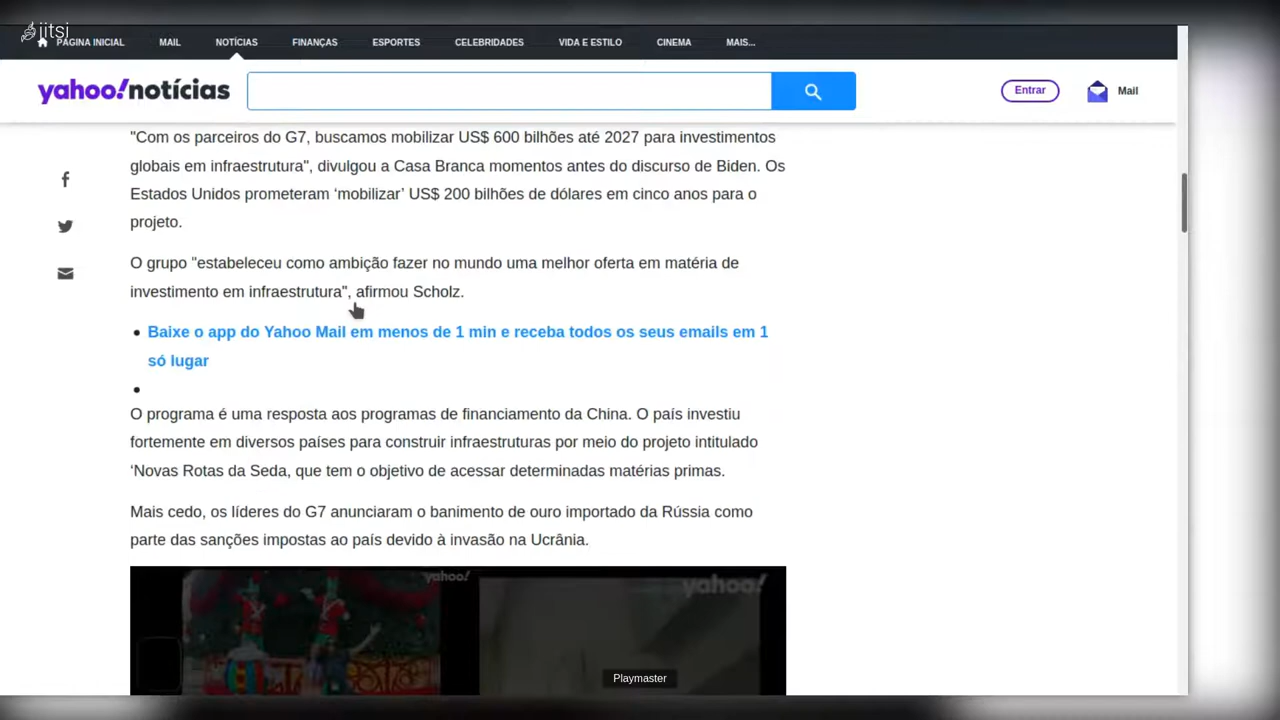 jitsi
PÁGINA INICIAL MAIL NOTÍCIAS FINANÇAS ESPORTES CELEBRIDADES VIDA E ESTILO CINEMA MAIS...
yahoo!notícias
Entrar
Mail
"Com os parceiros do G7, buscamos mobilizar US$ 600 bilhões até 2027 para investimentos
globais em infraestrutura", divulgou a Casa Branca momentos antes do discurso de Biden. Os
Estados Unidos prometeram ‘mobilizar’ US$ 200 bilhões de dólares em cinco anos para o
projeto.
O grupo "estabeleceu como ambição fazer no mundo uma melhor oferta em matéria de
investimento em infraestrutura", afirmou Scholz.
• Baixe o app do Yahoo Mail em menos de 1 min e receba todos os seus emails em 1
só lugar
•
O programa é uma resposta aos programas de financiamento da China. O país investiu
fortemente em diversos países para construir infraestruturas por meio do projeto intitulado
‘Novas Rotas da Seda, que tem o objetivo de acessar determinadas matérias primas.
Mais cedo, os líderes do G7 anunciaram o banimento de ouro importado da Rússia como
parte das sanções impostas ao país devido à invasão na Ucrânia.
yahoo!
yahoo!
Playmaster